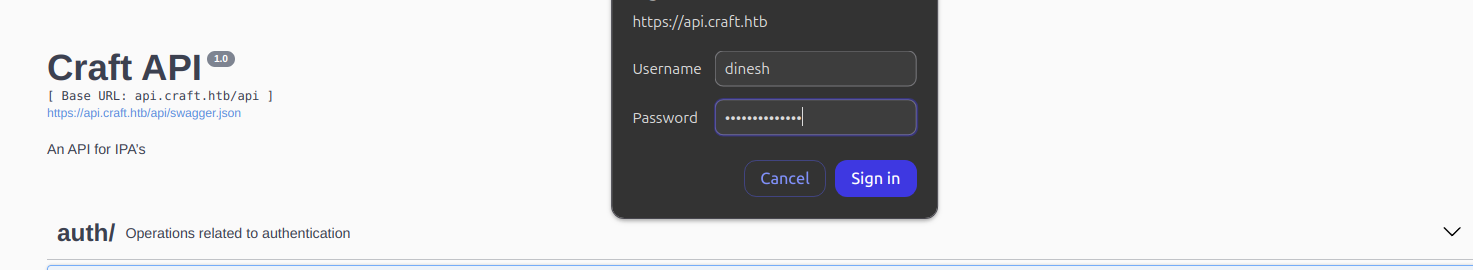 https://api.craft.htb
Username dinesh
Password ••••••••••••••
Cancel Sign in
Craft API 1.0
[ Base URL: api.craft.htb/api ]
https://api.craft.htb/api/swagger.json
An API for IPA's
auth/ Operations related to authentication